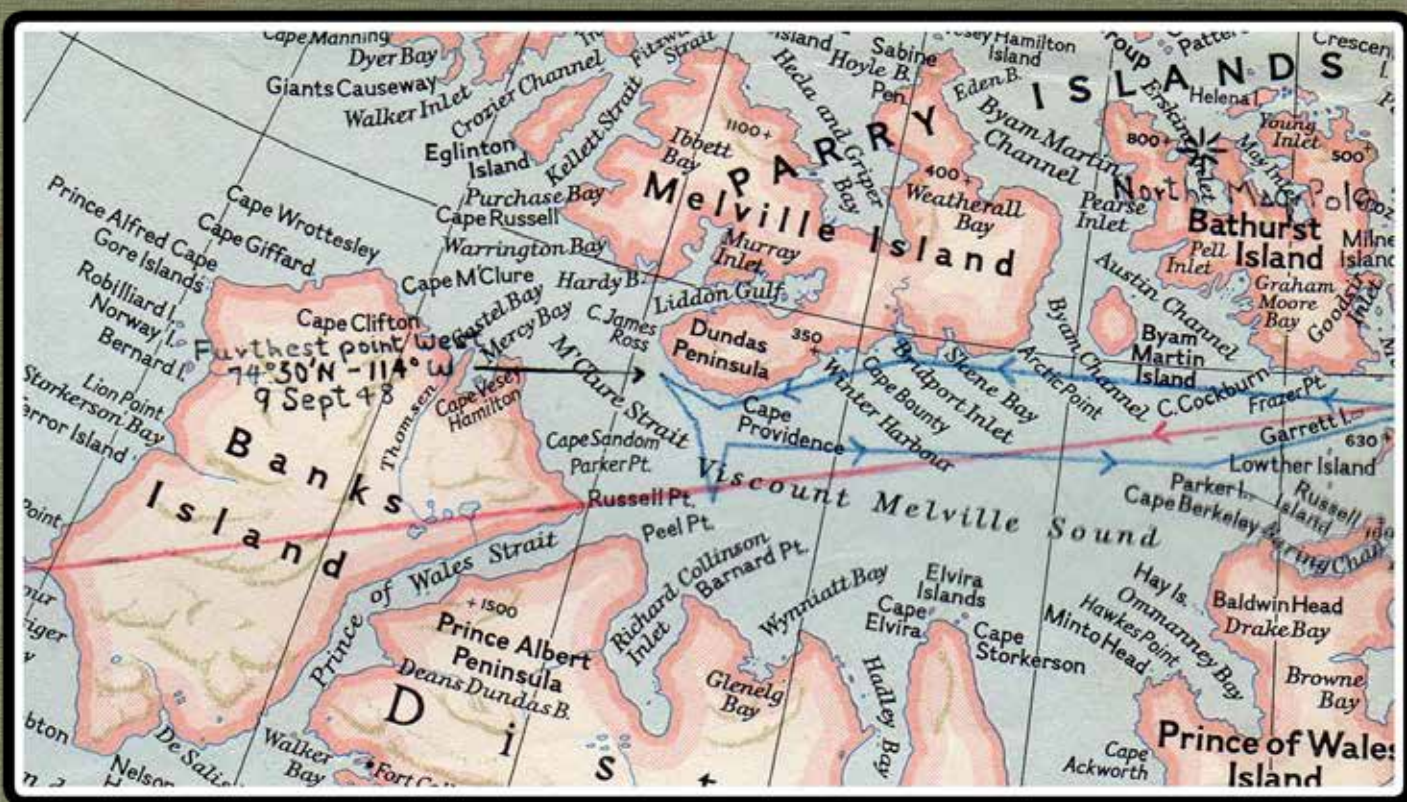 Cape Manning
Dyer Bay
Giants Causeway
Walker Inlet
Crozier Channel
Strait
Eglinton
Island
Kellett Strait
Ibbett
Bay
1100+
PARRY
ISLANDS
Hecla and Griper
Bay
Sabine
Hoyle B.
Pen.
Hamilton
Island
Eden B.
Byam Martin
Channel
Erskine Inlet
Helena I.
800+
May Inlet
Young
Inlet
500+
Crescent
I.
North Mag Pole
Purchase Bay
Cape Russell
Warrington Bay
Melville Island
400+
Weatherall
Bay
Pearse
Inlet
Bathurst
Island
Pell
Inlet
Graham
Moore
Bay
Goodsir
Inlet
Prince Alfred Cape
Gore Islands
Robilliard I.
Norway I.
Bernard I.
Cape Wrottesley
Cape Giffard
Cape M'Clure
Castel Bay
Mercy Bay
Hardy B.
Murray
Inlet
Liddon Gulf
C. James
Ross
M'Clure Strait
Dundas
Peninsula
350
+
Winter Harbour
Cape Bounty
Bridport Inlet
Skene Bay
Arctic Point
Byam Channel
Austin Channel
Byam
Martin
Island
C. Cockburn
Frazer Pt.
Garrett I.
630+
Lowther Island
Cape Clifton
Furthest point West
74°50'N - 114° W
9 Sept 48
Lion Point
Storkerson Bay
Thomsen
Cape Vesey
Hamilton
Cape
Providence
Cape Sandom
Parker Pt.
Russell Pt.
Peel Pt.
Banks
Island
Viscount Melville Sound
Parker I.
Russell
Island
Cape Berkeley
Point
Prince of Wales Strait
+1500
Prince Albert
Peninsula
Deans Dundas B.
Richard Collinson
Inlet
Barnard Pt.
Wynniatt Bay
Glenelg
Bay
Elvira
Islands
Cape
Elvira
Cape
Storkerson
Hadley Bay
Hay Is.
Ommanney Bay
Hawkes Point
Minto Head
Baldwin Head
Drake Bay
Browne
Bay
Walker
Bay
Nelson
Dis
Cape
Ackworth
Prince of Wales
Island